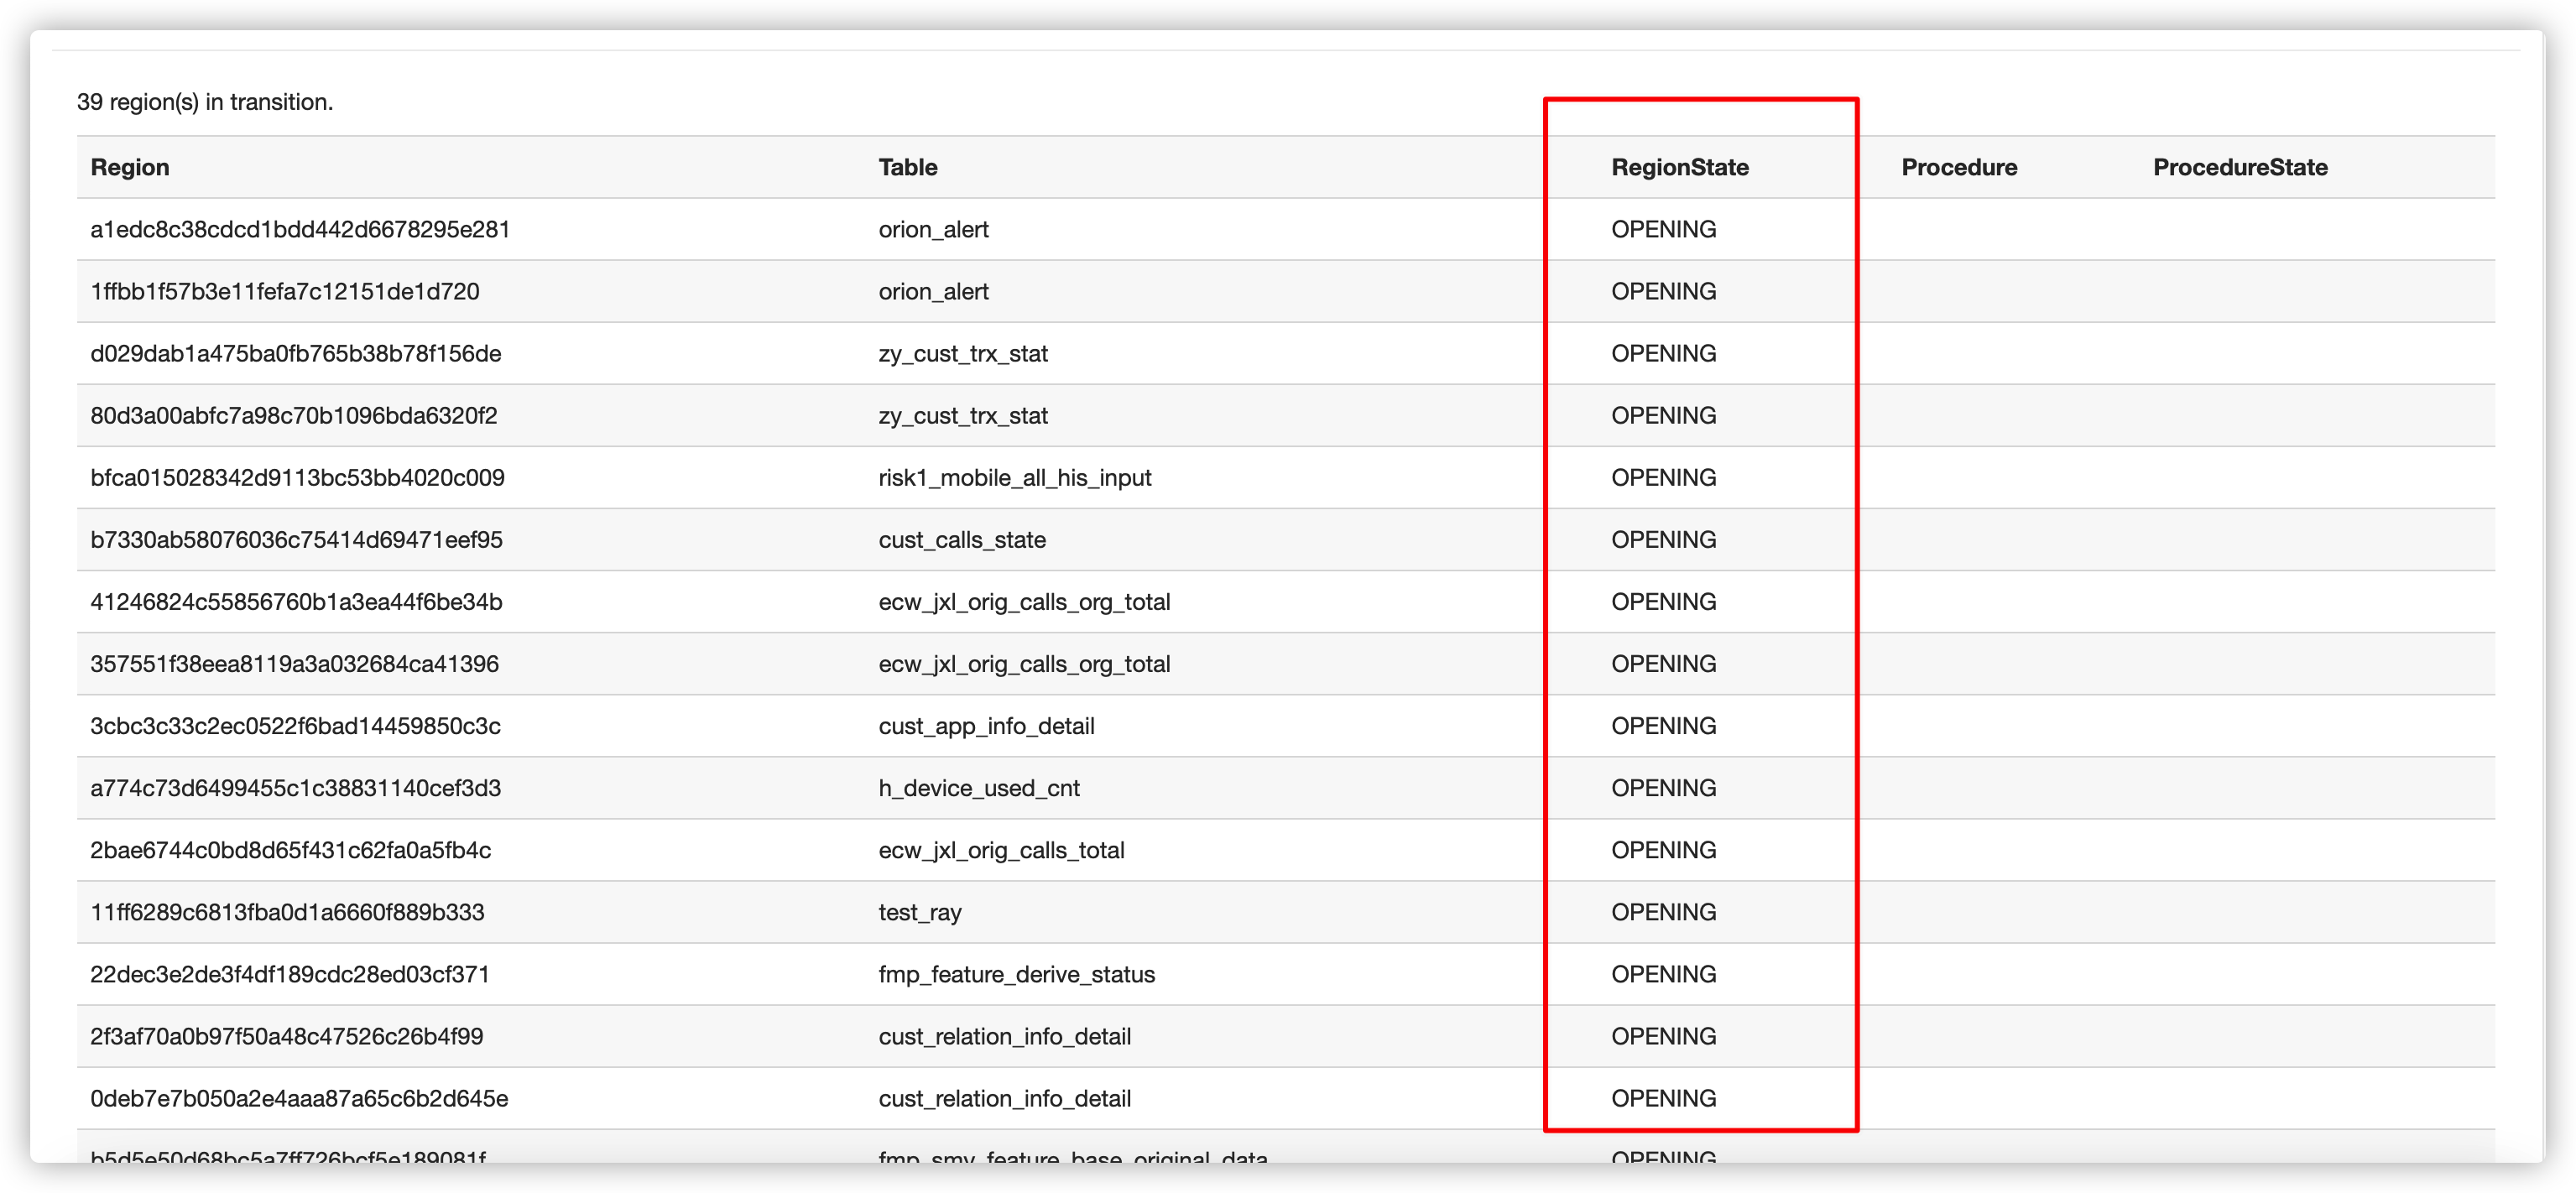 39 region(s) in transition.
Region Table RegionState Procedure ProcedureState
a1edc8c38cdcd1bdd442d6678295e281 orion_alert OPENING
1ffbb1f57b3e11fefa7c12151de1d720 orion_alert OPENING
d029dab1a475ba0fb765b38b78f156de zy_cust_trx_stat OPENING
80d3a00abfc7a98c70b1096bda6320f2 zy_cust_trx_stat OPENING
bfca015028342d9113bc53bb4020c009 risk1_mobile_all_his_input OPENING
b7330ab58076036c75414d69471eef95 cust_calls_state OPENING
41246824c55856760b1a3ea44f6be34b ecw_jxl_orig_calls_org_total OPENING
357551f38eea8119a3a032684ca41396 ecw_jxl_orig_calls_org_total OPENING
3cbc3c33c2ec0522f6bad14459850c3c cust_app_info_detail OPENING
a774c73d6499455c1c38831140cef3d3 h_device_used_cnt OPENING
2bae6744c0bd8d65f431c62fa0a5fb4c ecw_jxl_orig_calls_total OPENING
11ff6289c6813fba0d1a6660f889b333 test_ray OPENING
22dec3e2de3f4df189cdc28ed03cf371 fmp_feature_derive_status OPENING
2f3af70a0b97f50a48c47526c26b4f99 cust_relation_info_detail OPENING
0deb7e7b050a2e4aaa87a65c6b2d645e cust_relation_info_detail OPENING
b5d5e50d68bc5a7ff726bcf5e189081f fmp_smy_feature_base_original_data OPENING